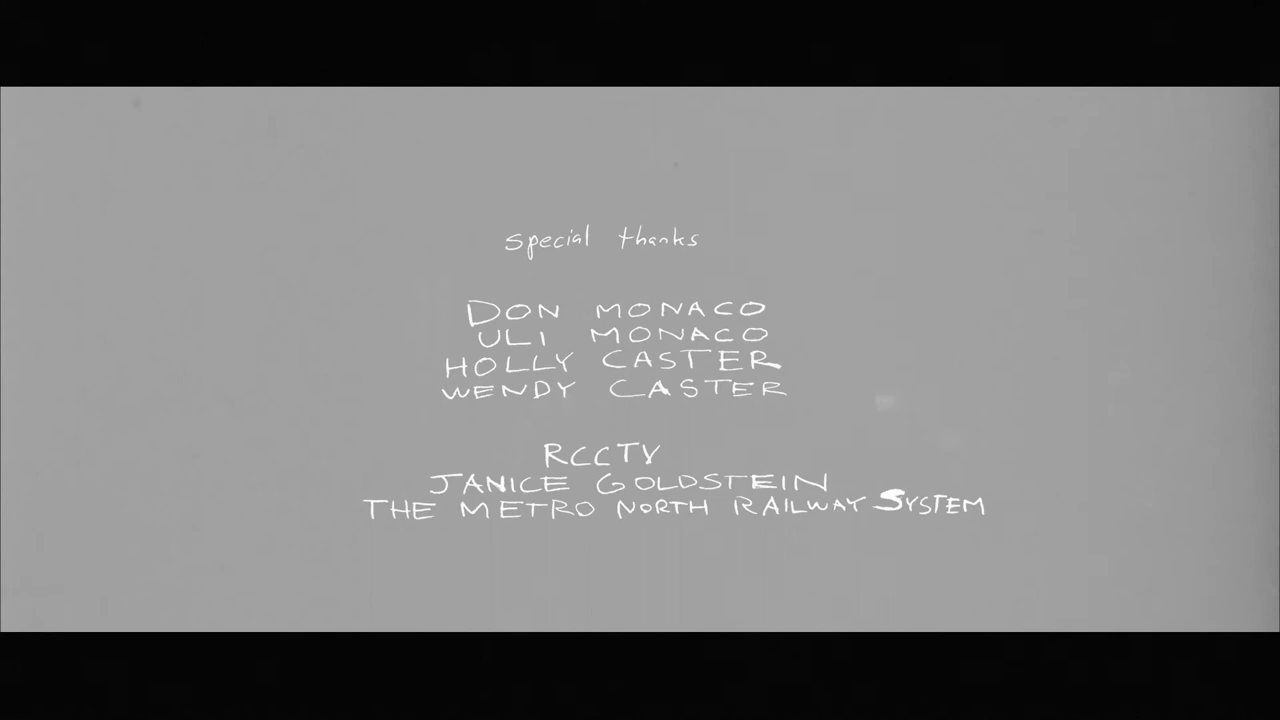 special thanks
DON MONACO
ULI MONACO
HOLLY CASTER
WENDY CASTER
RCCTV
JANICE GOLDSTEIN
THE METRO NORTH RAILWAY SYSTEM